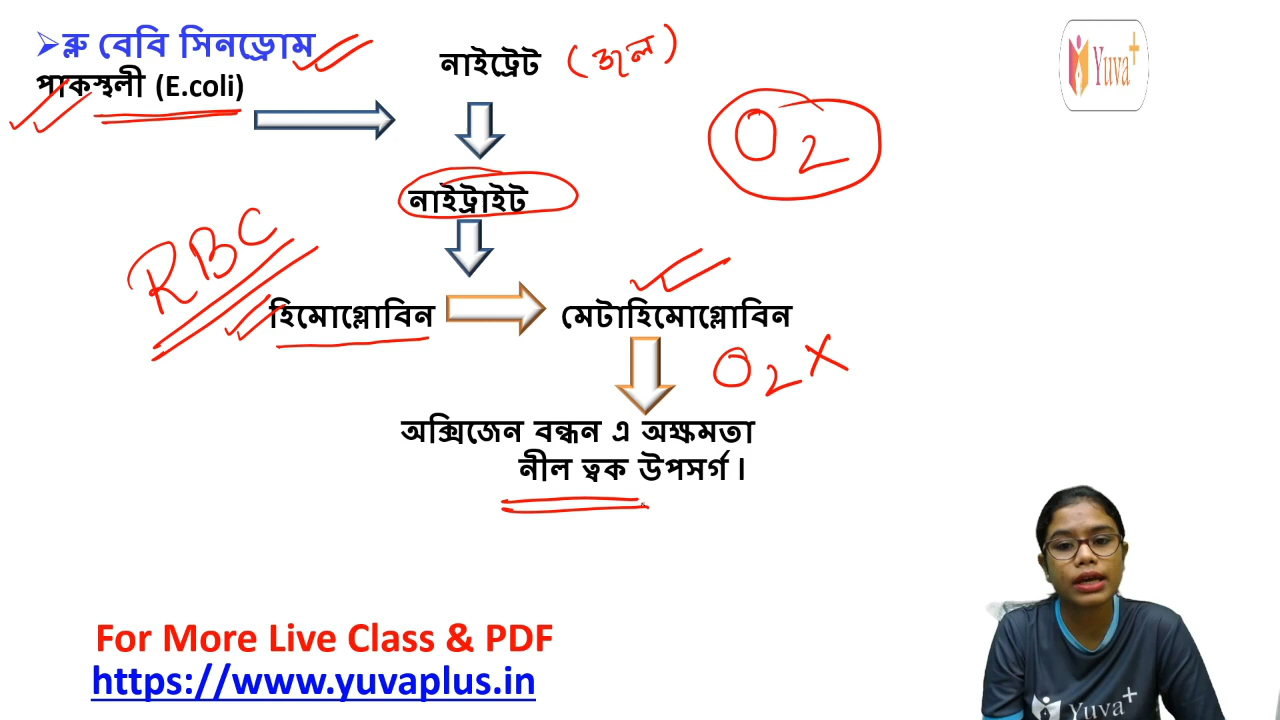 ➢ব্লু বেবি সিনড্রোম
পাকস্থলী (E.coli)
নাইট্রেট (জল)
O2
নাইট্রাইট
RBC
হিমোগ্লোবিন
মেটাহিমোগ্লোবিন
O2 X
অক্সিজেন বন্ধন এ অক্ষমতা
নীল ত্বক উপসর্গ।
For More Live Class & PDF
https://www.yuvaplus.in
Yuva+
Yuva+